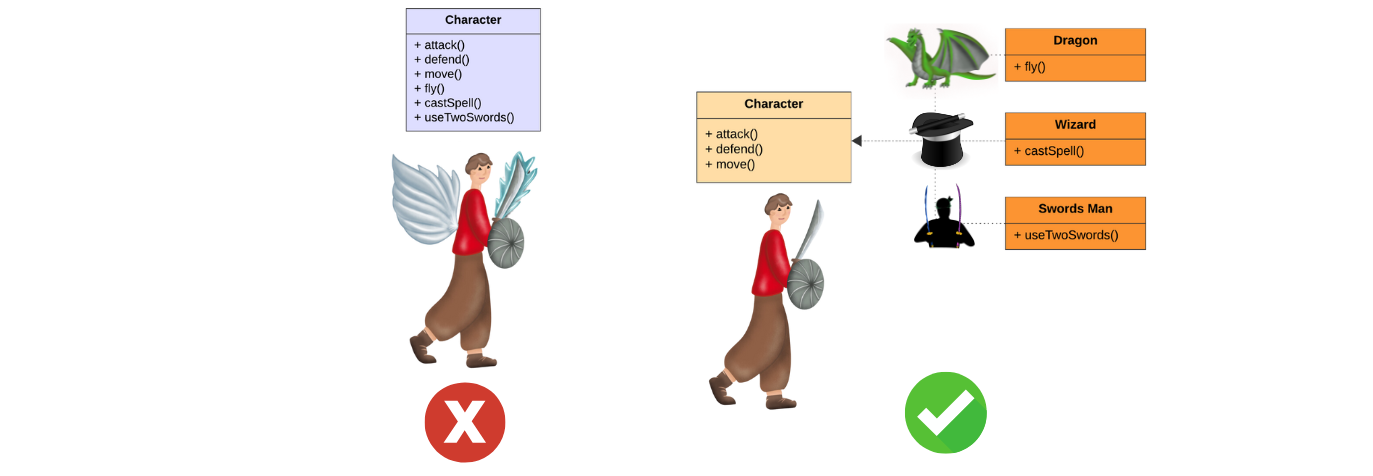 Character
+ attack()
+ defend()
+ move()
+ fly()
+ castSpell()
+ useTwoSwords()
Character
+ attack()
+ defend()
+ move()
Dragon
+ fly()
Wizard
+ castSpell()
Swords Man
+ useTwoSwords()
X